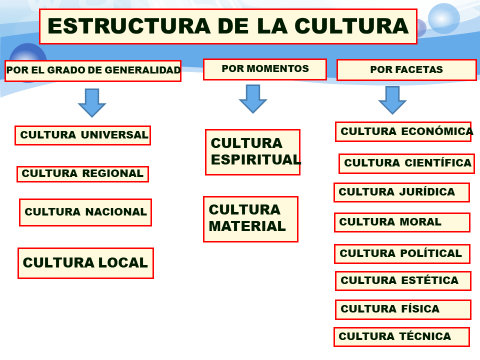 ESTRUCTURA DE LA CULTURA
POR EL GRADO DE GENERALIDAD
CULTURA UNIVERSAL
CULTURA REGIONAL
CULTURA NACIONAL
CULTURA LOCAL
POR MOMENTOS
CULTURA
ESPIRITUAL
CULTURA
MATERIAL
POR FACETAS
CULTURA ECONÓMICA
CULTURA CIENTÍFICA
CULTURA JURÍDICA
CULTURA MORAL
CULTURA POLÍTICAL
CULTURA ESTÉTICA
CULTURA FÍSICA
CULTURA TÉCNICA